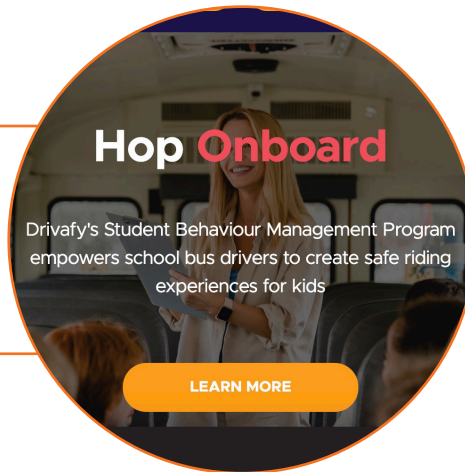 Hop Onboard
Drivafy's Student Behaviour Management Program
empowers school bus drivers to create safe riding
experiences for kids
LEARN MORE